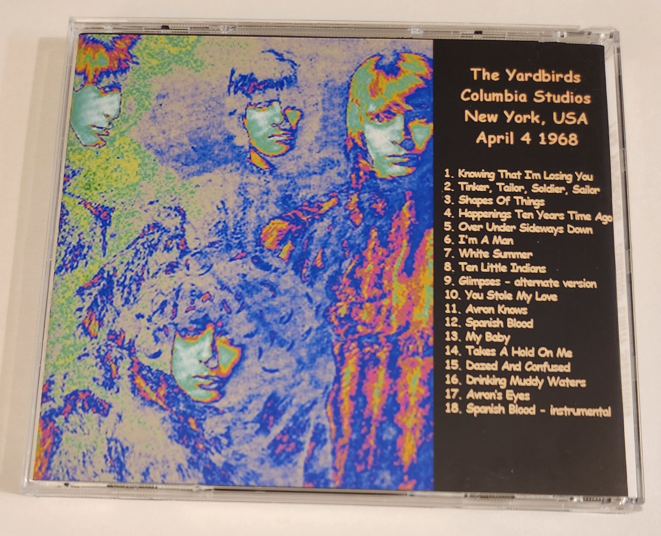 The Yardbirds
Columbia Studios
New York, USA
April 4 1968
1. Knowing That I'm Losing You
2. Tinker, Tailor, Soldier, Sailor
3. Shapes Of Things
4. Happenings Ten Years Time Ago
5. Over Under Sideways Down
6. I'm A Man
7. White Summer
8. Ten Little Indians
9. Glimpses - alternate version
10. You Stole My Love
11. Avron Knows
12. Spanish Blood
13. My Baby
14. Takes A Hold On Me
15. Dazed And Confused
16. Drinking Muddy Waters
17. Avron's Eyes
18. Spanish Blood - instrumental